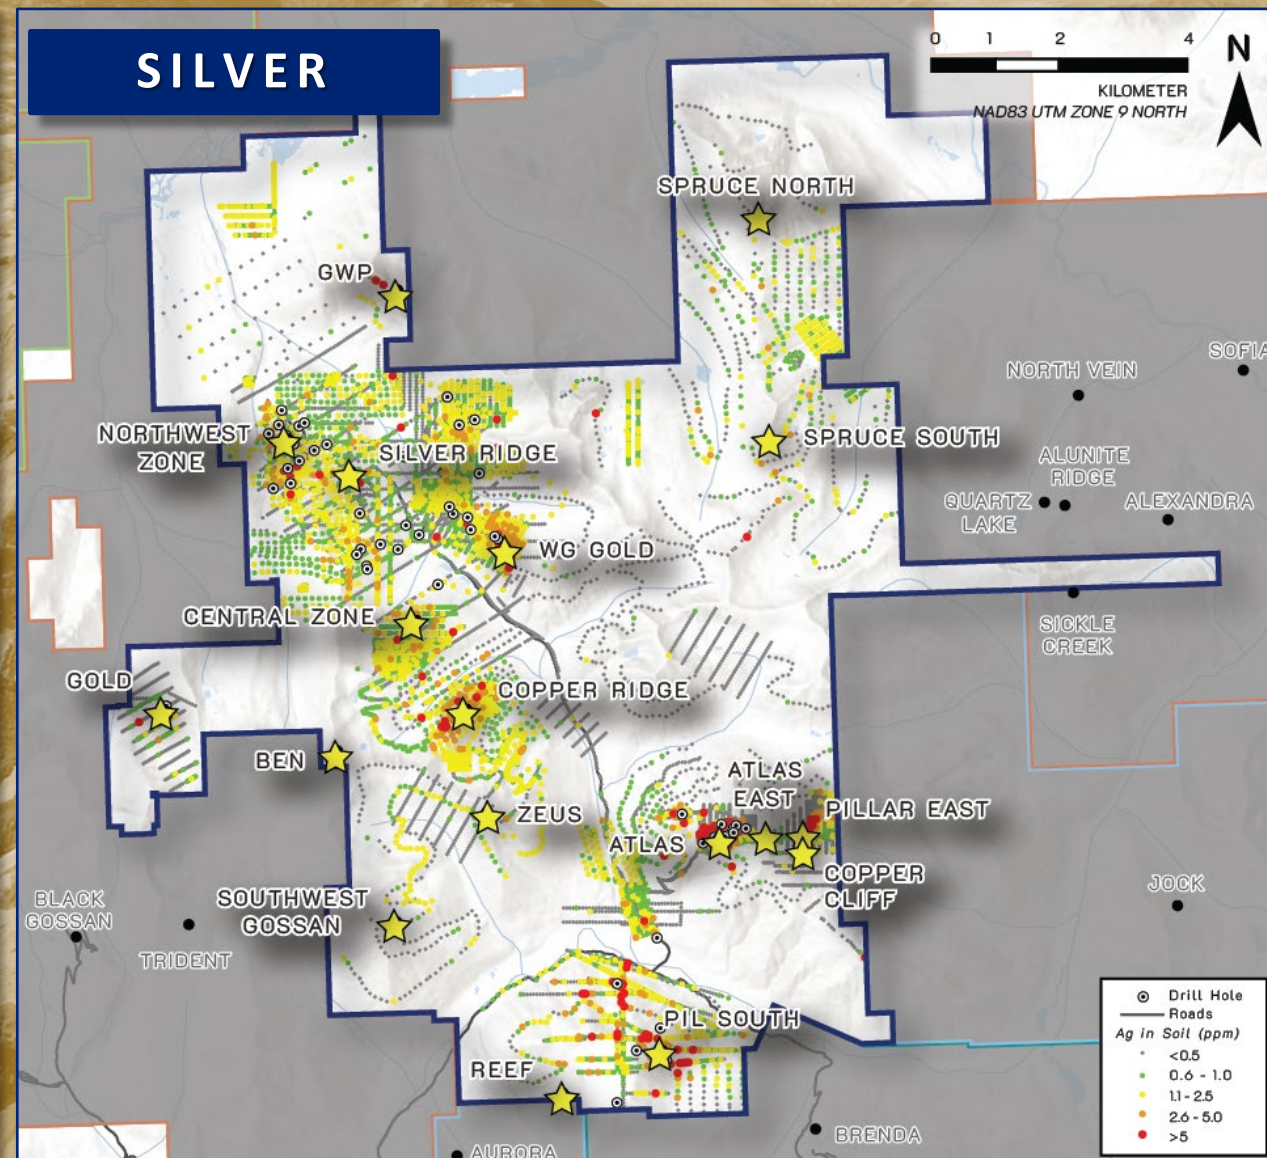 SILVER
0 1 2 4
KILOMETER
NAD83 UTM ZONE 9 NORTH
N
SPRUCE NORTH
GWP
SOFIA
NORTH VEIN
NORTHWEST
ZONE
SILVER RIDGE
SPRUCE SOUTH
ALUNITE
RIDGE
QUARTZ
LAKE
ALEXANDRA
WG GOLD
CENTRAL ZONE
SICKLE
CREEK
GOLD
COPPER RIDGE
BEN
ATLAS
EAST
ZEUS
PILLAR EAST
ATLAS
COPPER
CLIFF
BLACK
GOSSAN
SOUTHWEST
GOSSAN
JOCK
TRIDENT
PIL SOUTH
REEF
BRENDA
AURORA
Drill Hole
Roads
Ag in Soil (ppm)
<0.5
0.6 - 1.0
1.1 - 2.5
2.6 - 5.0
>5